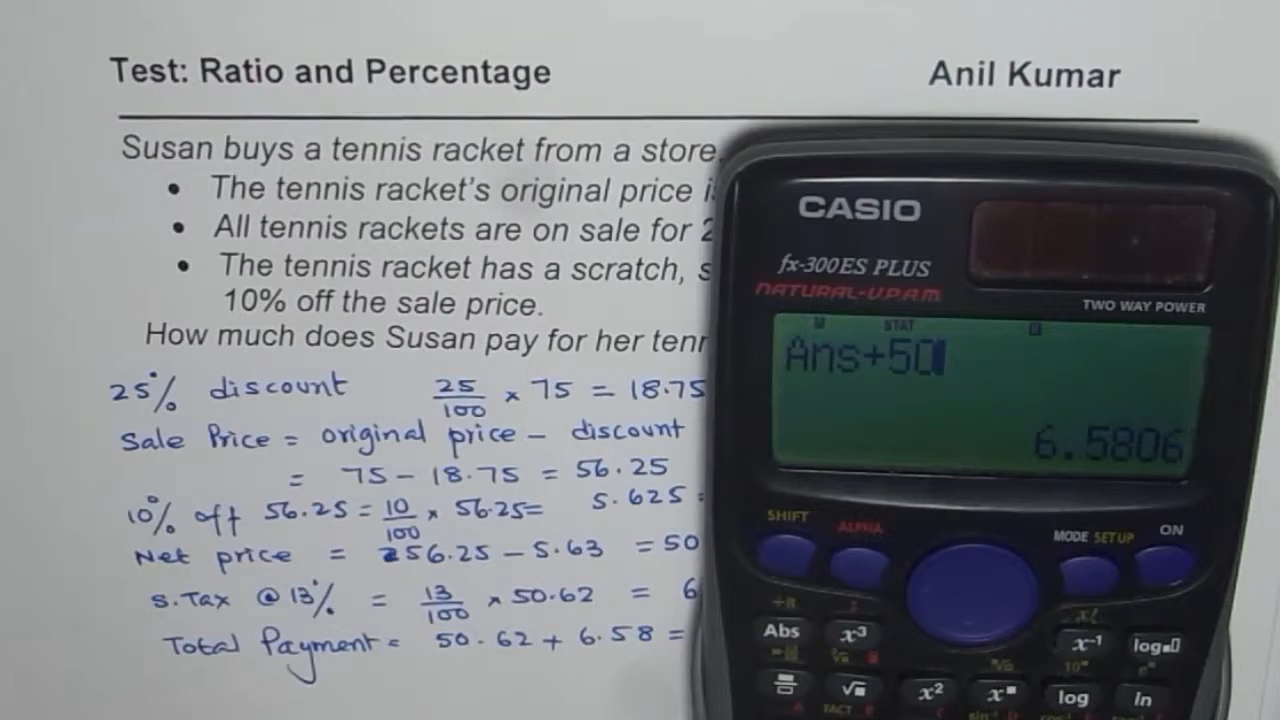 Test: Ratio and Percentage Anil Kumar
Susan buys a tennis racket from a store.
• The tennis racket's original price
• All tennis rackets are on sale for 2
• The tennis racket has a scratch, s
10% off the sale price.
How much does Susan pay for her
25% discount 25/100 × 75 = 18.75
Sale Price = original price - discount
= 75 - 18.75 = 56.25
10% off 56.25 = 10/100 × 56.25 = 5.625 =
Net price = 56.25 - 5.63 = 50
S.Tax @ 13% = 13/100 × 50.62 = 6
Total Payment = 50.62 + 6.58 =
CASIO
fx-300ES PLUS
NATURAL-V.P.A.M.
TWO WAY POWER
M STAT D
Ans+50
6.5806
SHIFT ALPHA MODE SETUP ON
Abs x³ x⁻¹ log
√ x² x log ln
FACT